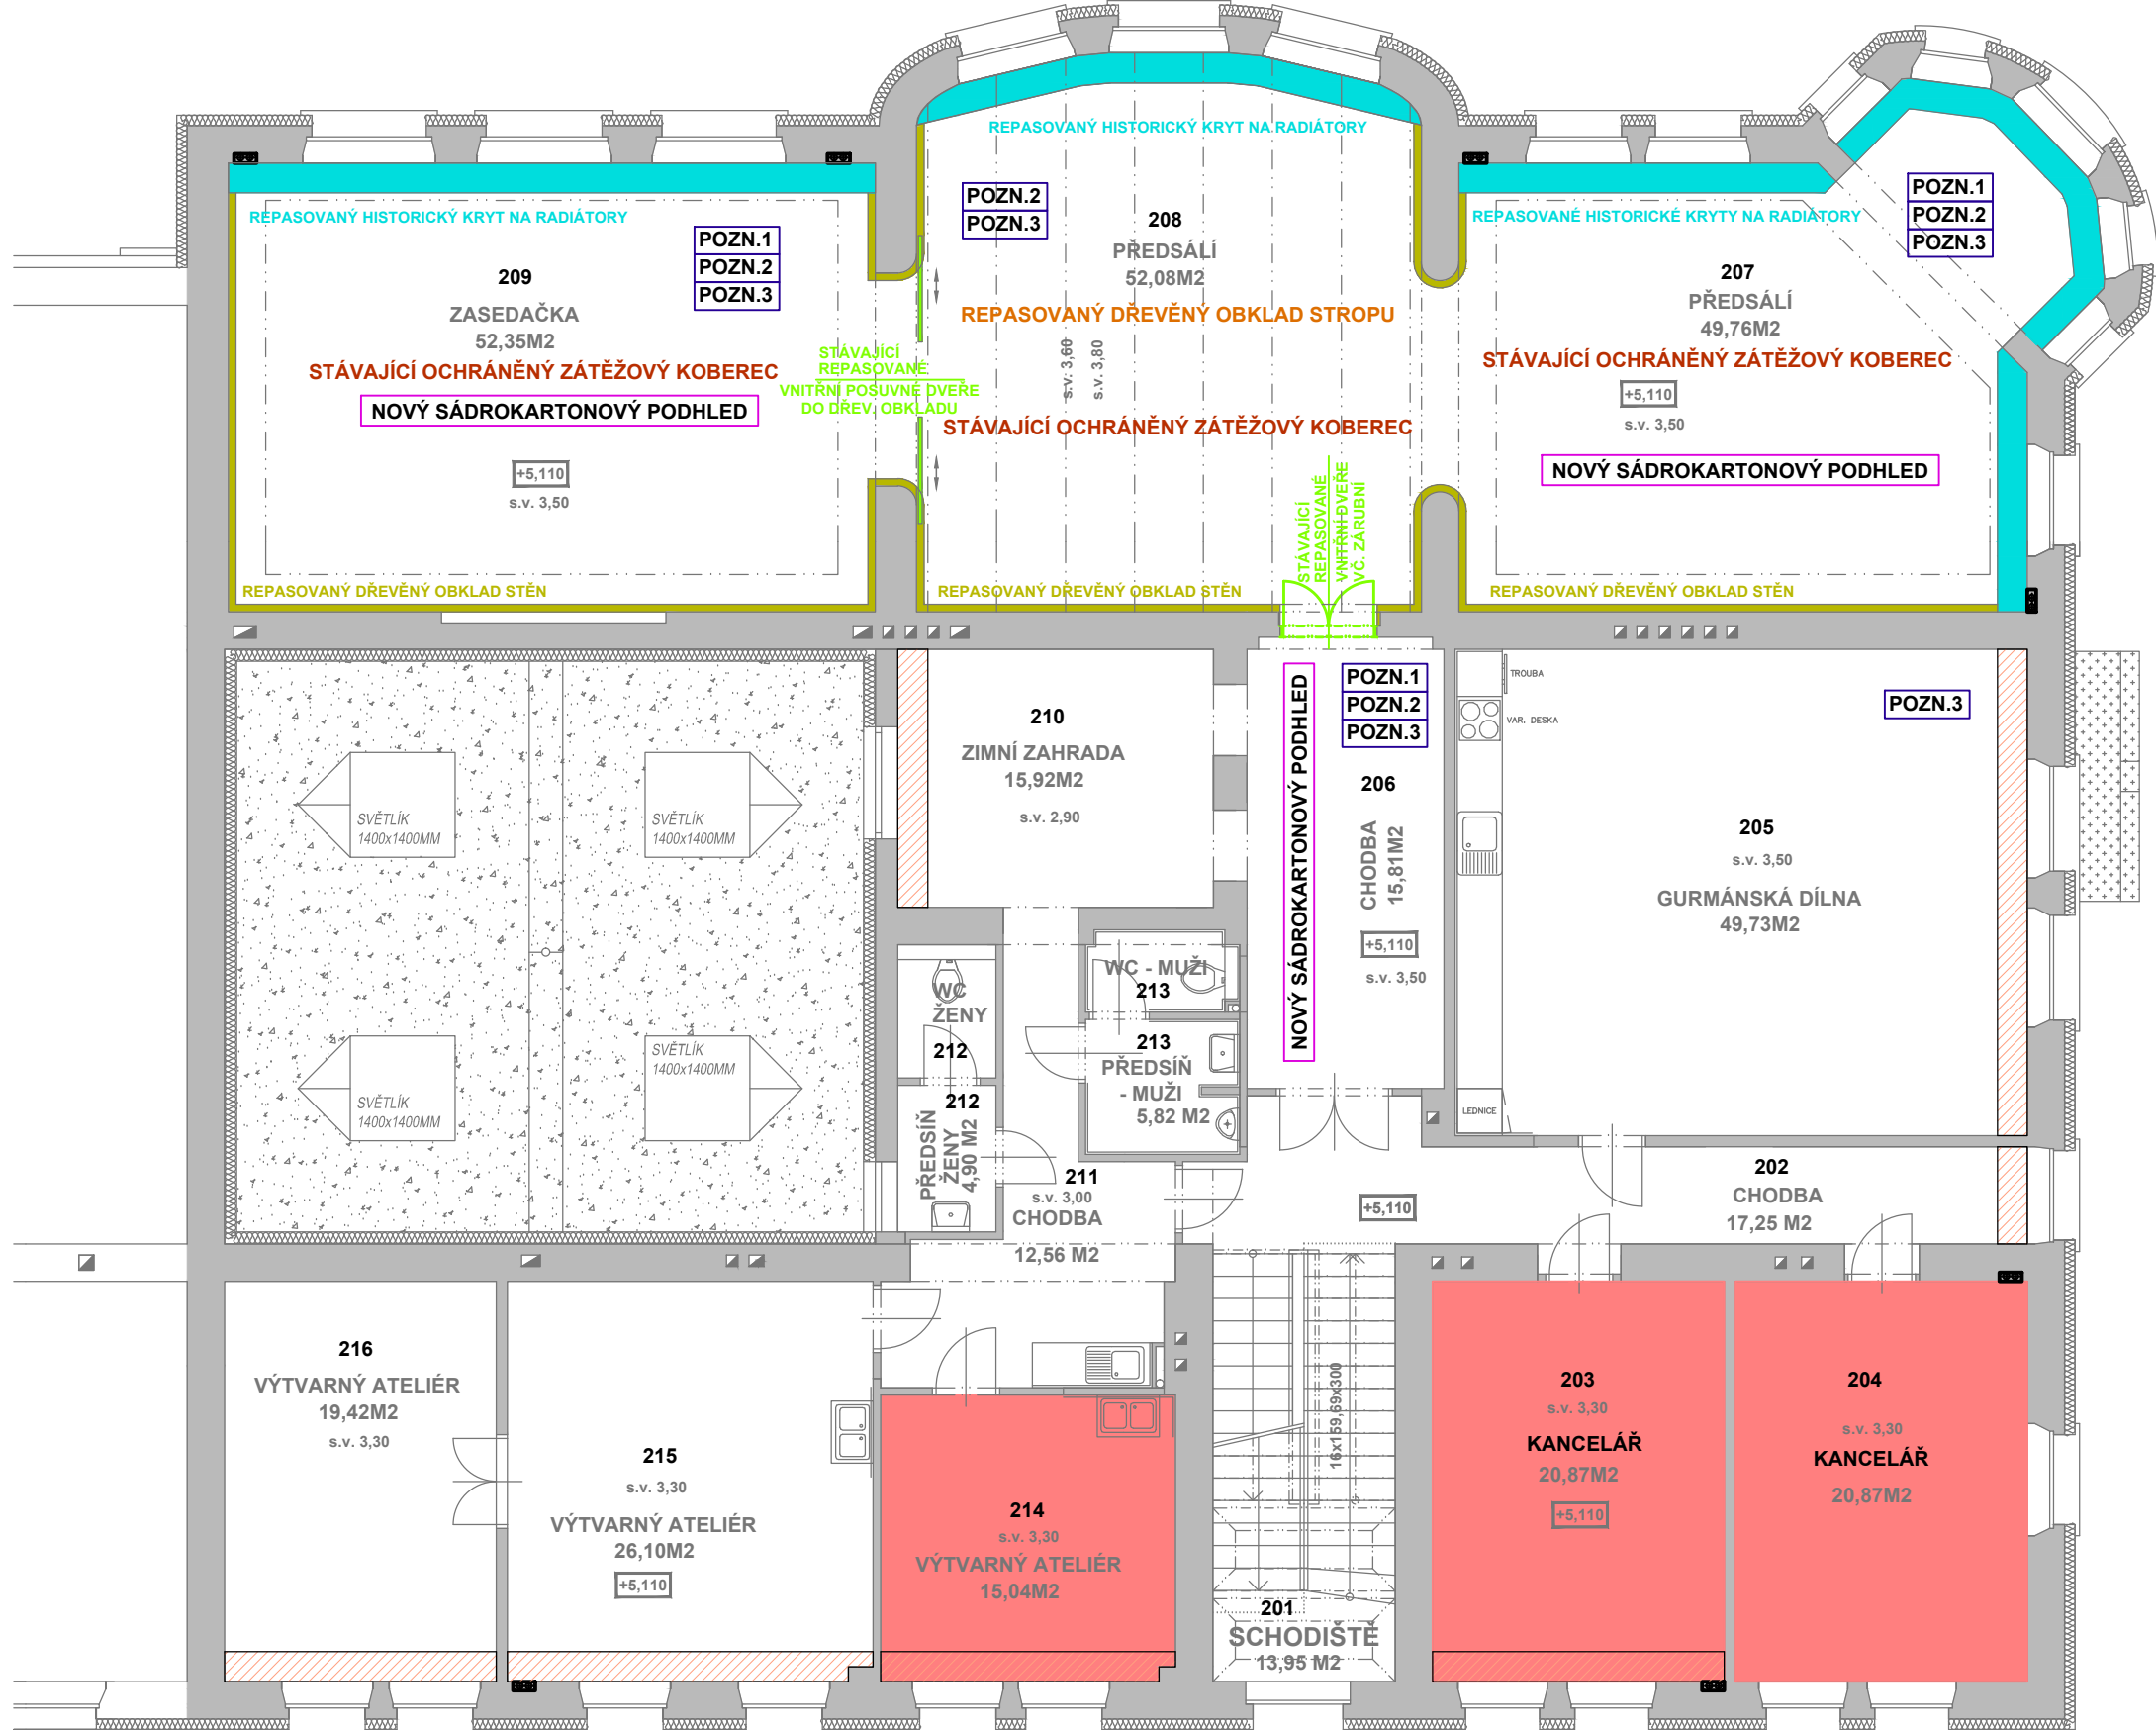 REPASOVANÝ HISTORICKÝ KRYT NA RADIÁTORY
POZN.1
POZN.2
POZN.3
209
ZASEDAČKA
52,35M2
STÁVAJÍCÍ OCHRÁNĚNÝ ZÁTĚŽOVÝ KOBEREC
NOVÝ SÁDROKARTONOVÝ PODHLED
+5,110
s.v. 3,50
REPASOVANÝ DŘEVĚNÝ OBKLAD STĚN
STÁVAJÍCÍ
REPASOVANÉ
VNITŘNÍ POSUVNÉ DVEŘE
DO DŘEV. OBKLADU
REPASOVANÝ HISTORICKÝ KRYT NA RADIÁTORY
POZN.2
POZN.3
208
PŘEDSÁLÍ
52,08M2
REPASOVANÝ DŘEVĚNÝ OBKLAD STROPU
s.v. 3,60
s.v. 3,80
STÁVAJÍCÍ OCHRÁNĚNÝ ZÁTĚŽOVÝ KOBEREC
STÁVAJÍCÍ
REPASOVANÉ
VNITŘNÍ DVEŘE
VČ. ZÁRUBNÍ
REPASOVANÝ DŘEVĚNÝ OBKLAD STĚN
REPASOVANÉ HISTORICKÉ KRYTY NA RADIÁTORY
POZN.1
POZN.2
POZN.3
207
PŘEDSÁLÍ
49,76M2
STÁVAJÍCÍ OCHRÁNĚNÝ ZÁTĚŽOVÝ KOBEREC
+5,110
s.v. 3,50
NOVÝ SÁDROKARTONOVÝ PODHLED
REPASOVANÝ DŘEVĚNÝ OBKLAD STĚN
SVĚTLÍK
1400x1400MM
SVĚTLÍK
1400x1400MM
SVĚTLÍK
1400x1400MM
SVĚTLÍK
1400x1400MM
210
ZIMNÍ ZAHRADA
15,92M2
s.v. 2,90
NOVÝ SÁDROKARTONOVÝ PODHLED
POZN.1
POZN.2
POZN.3
206
CHODBA
15,81M2
+5,110
s.v. 3,50
TROUBA
VAR. DESKA
LEDNICE
POZN.3
205
s.v. 3,50
GURMÁNSKÁ DÍLNA
49,73M2
WC
ŽENY
212
212
PŘEDSÍŇ
ŽENY
4,90 M2
WC - MUŽI
213
213
PŘEDSÍŇ
- MUŽI
5,82 M2
211
s.v. 3,00
CHODBA
12,56 M2
+5,110
202
CHODBA
17,25 M2
216
VÝTVARNÝ ATELIÉR
19,42M2
s.v. 3,30
215
s.v. 3,30
VÝTVARNÝ ATELIÉR
26,10M2
+5,110
214
s.v. 3,30
VÝTVARNÝ ATELIÉR
15,04M2
16x159,69x300
201
SCHODIŠTĚ
13,95 M2
203
s.v. 3,30
KANCELÁŘ
20,87M2
+5,110
204
s.v. 3,30
KANCELÁŘ
20,87M2